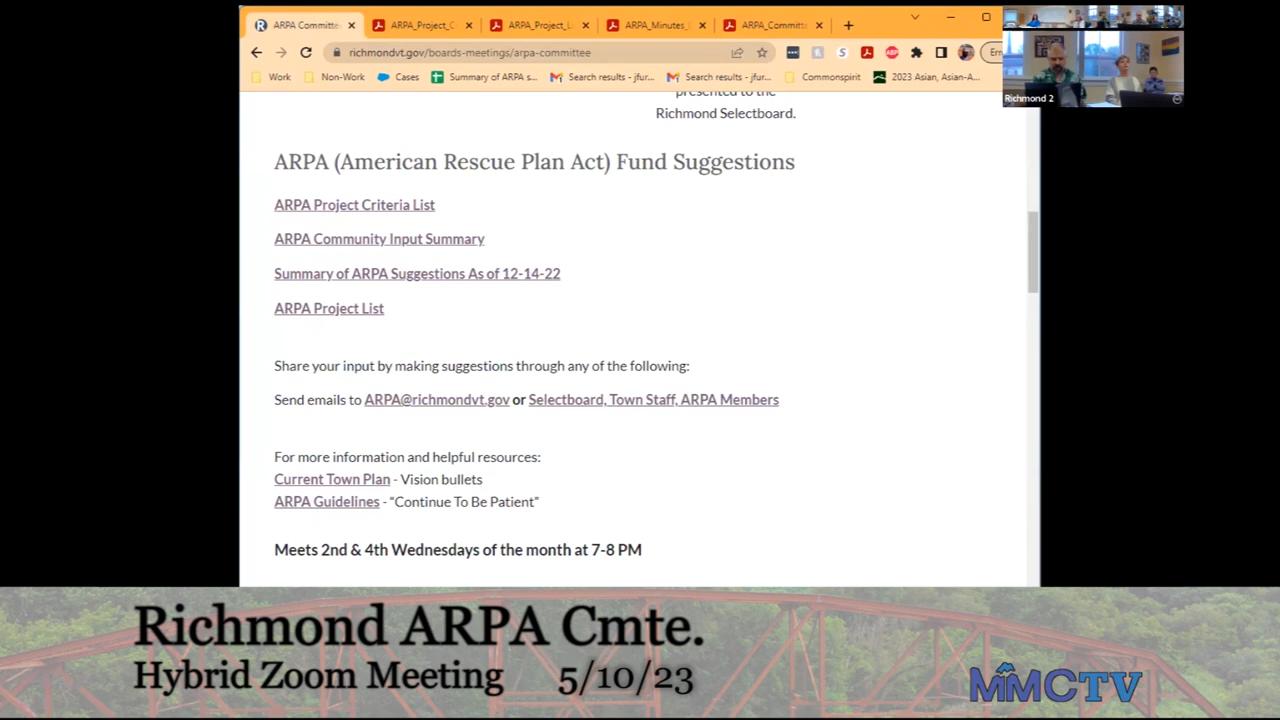 ARPA Committe
ARPA_Project_C
ARPA_Project_L
ARPA_Minutes_
ARPA_Committe
richmondvt.gov/boards-meetings/arpa-committee
Work
Non-Work
Cases
Summary of ARPA s...
Search results - jfur...
Search results - jfur...
Commonspirit
2023 Asian, Asian-A...
Richmond 2
presented to the
Richmond Selectboard.
ARPA (American Rescue Plan Act) Fund Suggestions
ARPA Project Criteria List
ARPA Community Input Summary
Summary of ARPA Suggestions As of 12-14-22
ARPA Project List
Share your input by making suggestions through any of the following:
Send emails to ARPA@richmondvt.gov or Selectboard, Town Staff, ARPA Members
For more information and helpful resources:
Current Town Plan - Vision bullets
ARPA Guidelines - "Continue To Be Patient"
Meets 2nd & 4th Wednesdays of the month at 7-8 PM
Richmond ARPA Cmte.
Hybrid Zoom Meeting 5/10/23
MMCTV